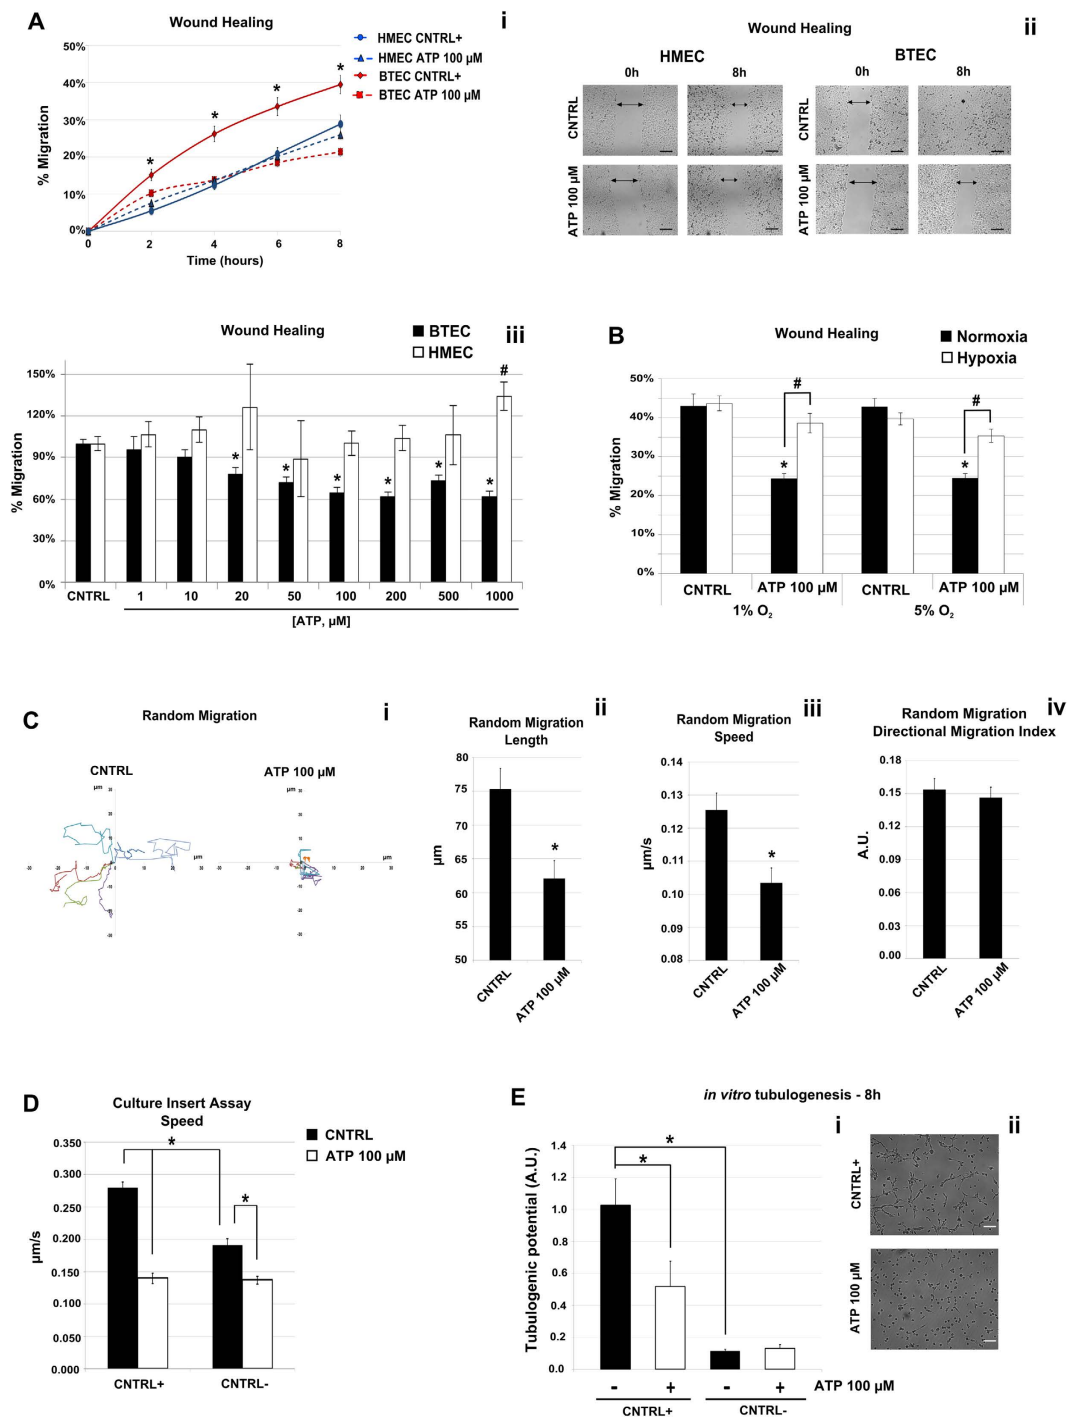 A
Wound Healing
i
HMEC CNTRL+
HMEC ATP 100 µM
BTEC CNTRL+
BTEC ATP 100 µM
50%
40%
30%
20%
10%
0%
% Migration
* * * * *
0 2 4 6 8
Time (hours)
Wound Healing
ii
HMEC BTEC
0h 8h 0h 8h
CNTRL CNTRL
ATP 100 µM ATP 100 µM
Wound Healing
iii
BTEC
HMEC
150%
120%
90%
60%
30%
0%
% Migration
* * * * * * #
CNTRL 1 10 20 50 100 200 500 1000
[ATP, µM]
B
Wound Healing
Normoxia
Hypoxia
50%
40%
30%
20%
10%
0%
% Migration
# #
* *
CNTRL ATP 100 µM CNTRL ATP 100 µM
1% O₂ 5% O₂
C
Random Migration
i
CNTRL ATP 100 µM
µm µm
µm µm
Random Migration
Length
ii
80
75
70
65
60
55
50
µm
*
CNTRL
ATP 100 µM
Random Migration
Speed
iii
0.14
0.13
0.12
0.11
0.10
0.09
0.08
µm/s
*
CNTRL
ATP 100 µM
Random Migration
Directional Migration Index
iv
0.18
0.15
0.12
0.09
0.06
0.03
0.00
A.U.
CNTRL
ATP 100 µM
D
Culture Insert Assay
Speed
CNTRL
ATP 100 µM
0.350
0.300
0.250
0.200
0.150
0.100
0.050
0.000
µm/s
*
*
CNTRL+ CNTRL-
E
in vitro tubulogenesis - 8h
i
1.4
1.2
1.0
0.8
0.6
0.4
0.2
0.0
Tubulogenic potential (A.U.)
*
*
- + - + ATP 100 µM
CNTRL+ CNTRL-
ii
CNTRL+
ATP 100 µM